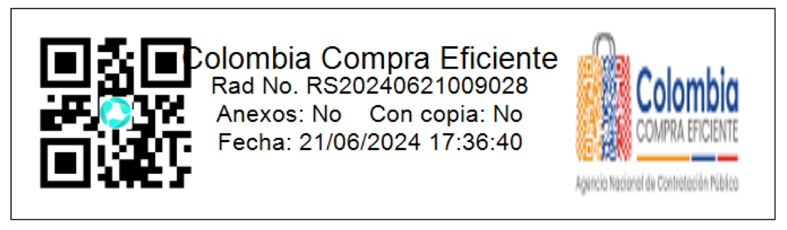 Colombia Compra Eficiente
Rad No. RS20240621009028
Anexos: No Con copia: No
Fecha: 21/06/2024 17:36:40
Colombia
COMPRA EFICIENTE
Agencia Nacional de Contratación Pública